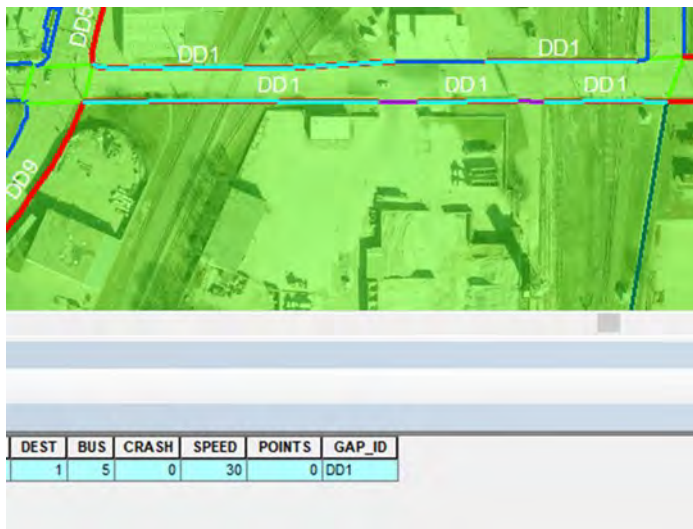 DD5
DD1 DD1
DD1 DD1 DD1
DD9
DEST BUS CRASH SPEED POINTS GAP_ID
1 5 0 30 0 DD1